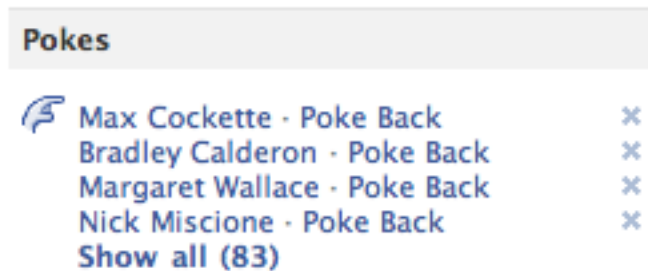 Pokes
Max Cockette · Poke Back
Bradley Calderon · Poke Back
Margaret Wallace · Poke Back
Nick Miscione · Poke Back
Show all (83)